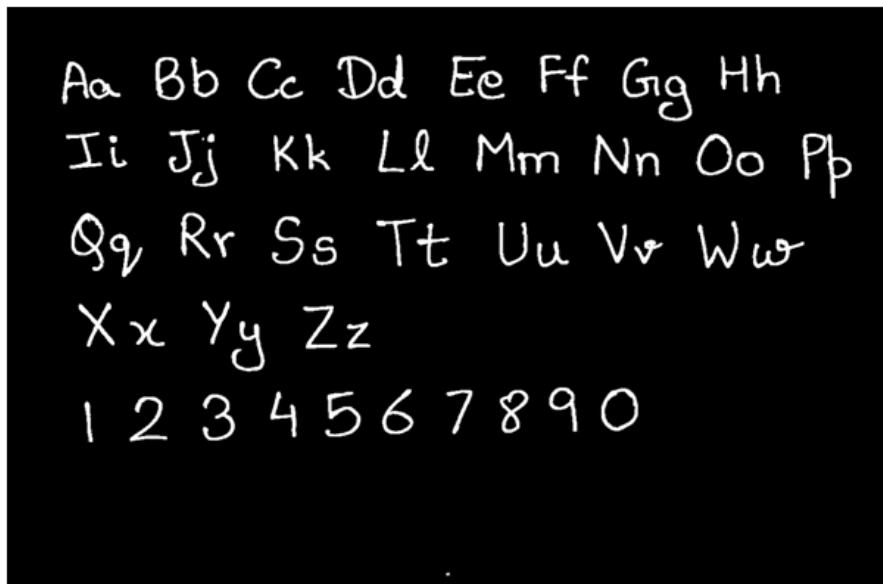 Aa Bb Cc Dd Ee Ff Gg Hh
Ii Jj Kk Ll Mm Nn Oo Pp
Qq Rr Ss Tt Uu Vv Ww
Xx Yy Zz
1 2 3 4 5 6 7 8 9 0